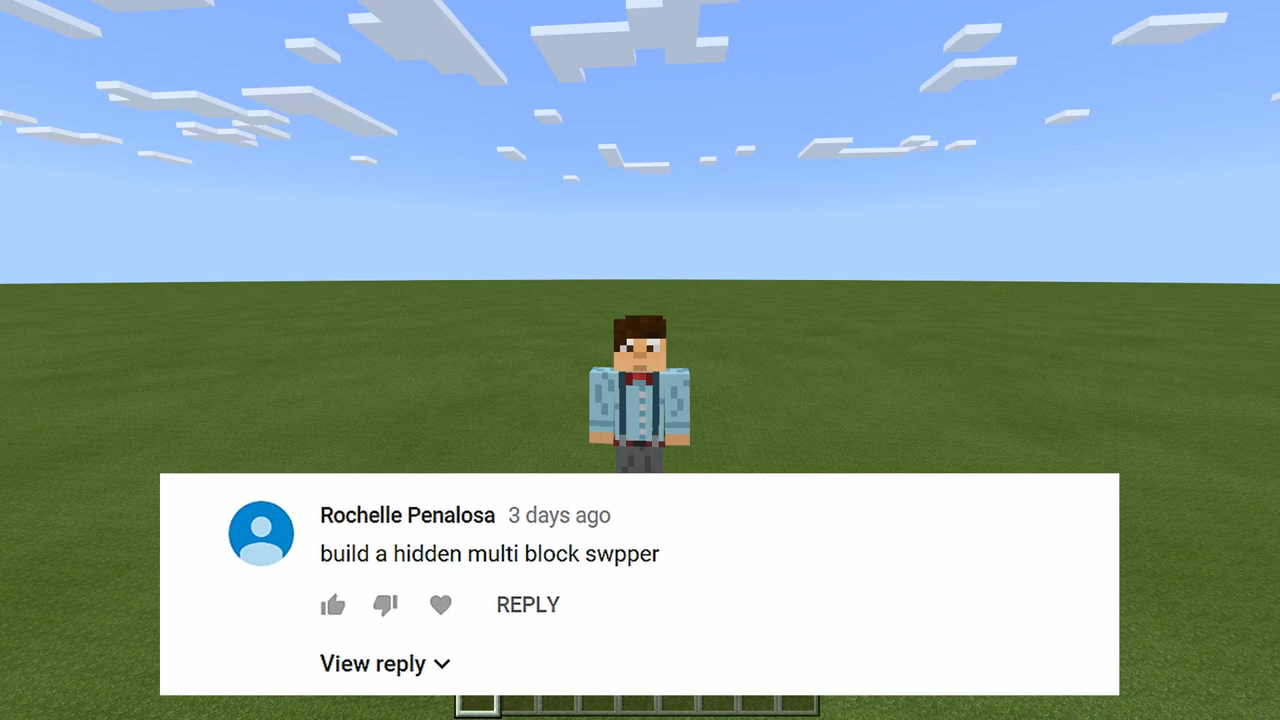 Rochelle Penalosa 3 days ago
build a hidden multi block swpper
REPLY
View reply